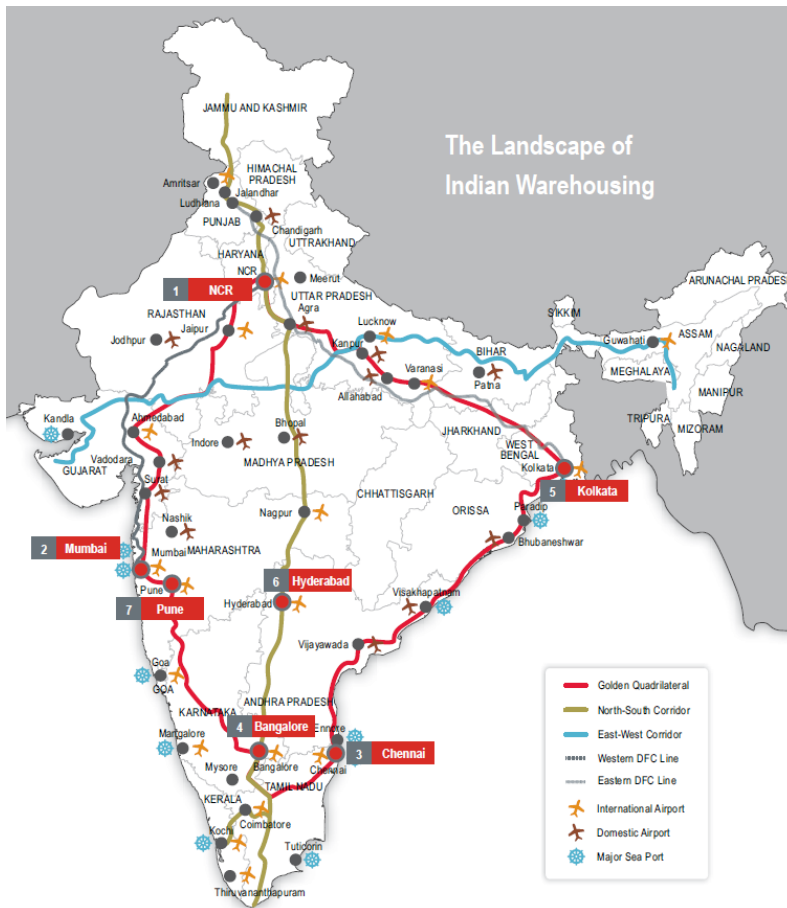 The Landscape of
Indian Warehousing
JAMMU AND KASHMIR
HIMACHAL
PRADESH
Amritsar
Jalandhar
Ludhiana
PUNJAB
Chandigarh
UTTRAKHAND
HARYANA
NCR
1 NCR
Meerut
UTTAR PRADESH
Agra
RAJASTHAN
Jaipur
Jodhpur
Lucknow
Kanpur
Varanasi
Allahabad
BIHAR
Patna
SIKKIM
ARUNACHAL PRADESH
Guwahati
ASSAM
NAGALAND
MEGHALAYA
MANIPUR
TRIPURA
MIZORAM
Kandla
Ahmedabad
Vadodara
GUJARAT
Surat
Indore
Bhopal
MADHYA PRADESH
JHARKHAND
WEST
BENGAL
Kolkata
5 Kolkata
CHHATTISGARH
ORISSA
Paradip
Bhubaneshwar
Nagpur
Nashik
2 Mumbai
Mumbai
MAHARASHTRA
Pune
7 Pune
6 Hyderabad
Hyderabad
Visakhapatnam
Vijayawada
Goa
GOA
KARNATAKA
ANDHRA PRADESH
4 Bangalore
Bangalore
Ennore
3 Chennai
Chennai
Mangalore
Mysore
TAMIL NADU
KERALA
Coimbatore
Kochi
Tuticorin
Thiruvananthapuram
Golden Quadrilateral
North-South Corridor
East-West Corridor
Western DFC Line
Eastern DFC Line
International Airport
Domestic Airport
Major Sea Port